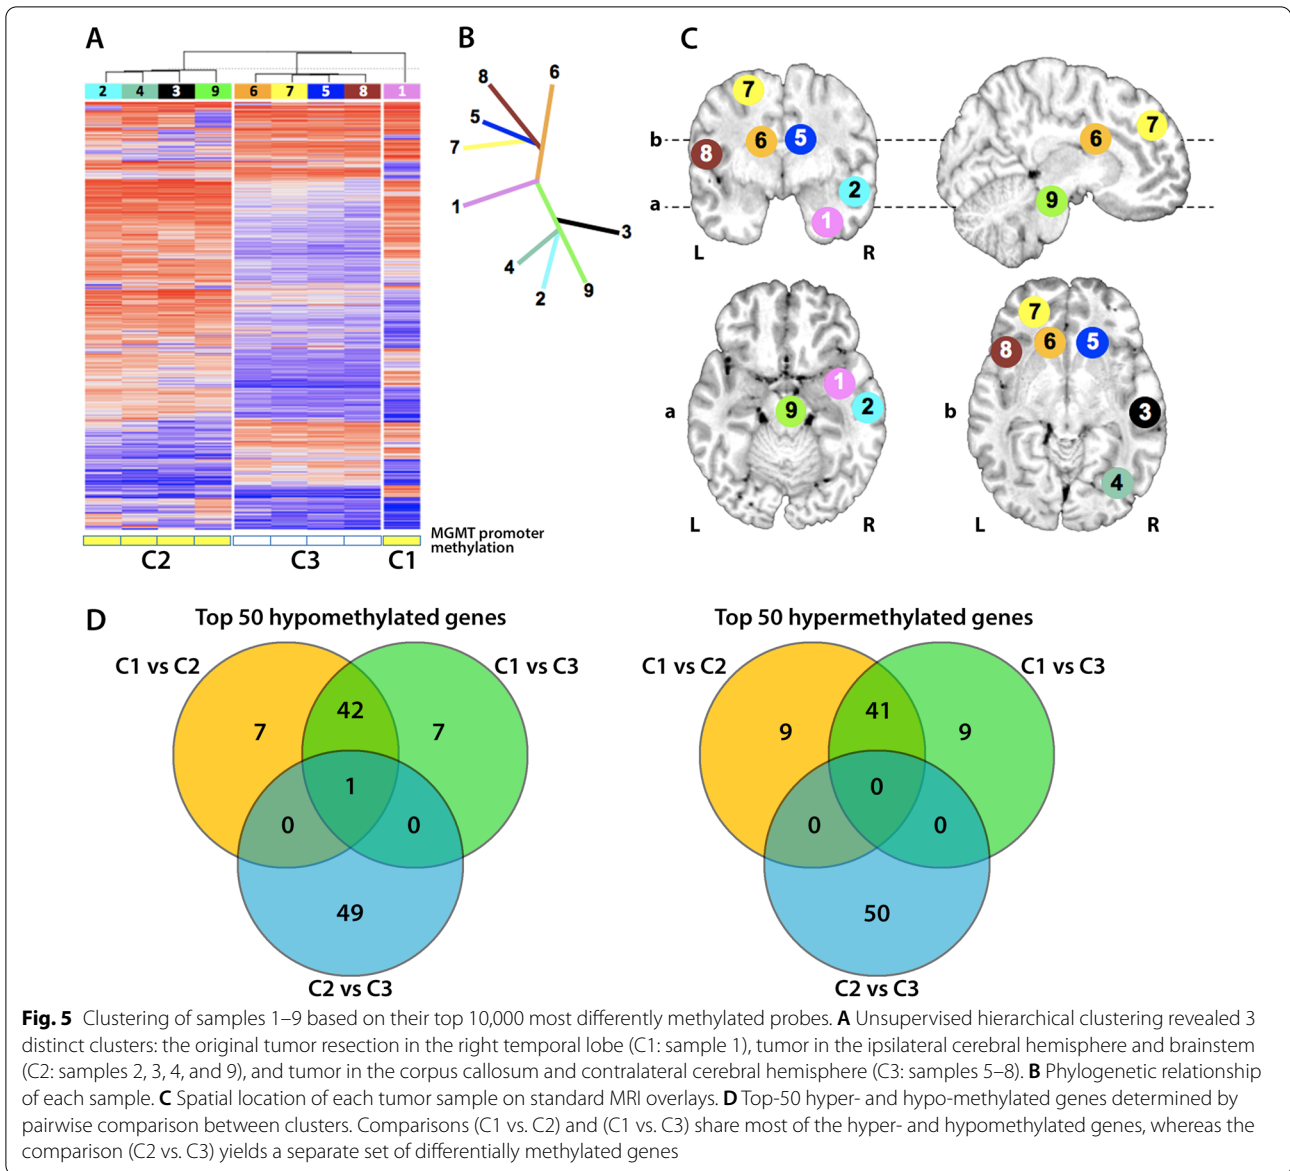 A
B
C
2 4 3 9 6 7 5 8 1
MGMT promoter
methylation
C2 C3 C1
8
6
5
7
1
3
4
2
9
7
b 6 5
8
2
a
1
L R
7
6
9
1
a 9 2
L R
7
6 5
8
b 3
4
L R
D
Top 50 hypomethylated genes
C1 vs C2
C1 vs C3
42
7 7
1
0 0
49
C2 vs C3
Top 50 hypermethylated genes
C1 vs C2
C1 vs C3
41
9 9
0
0 0
50
C2 vs C3
Fig. 5 Clustering of samples 1–9 based on their top 10,000 most differently methylated probes. A Unsupervised hierarchical clustering revealed 3
distinct clusters: the original tumor resection in the right temporal lobe (C1: sample 1), tumor in the ipsilateral cerebral hemisphere and brainstem
(C2: samples 2, 3, 4, and 9), and tumor in the corpus callosum and contralateral cerebral hemisphere (C3: samples 5–8). B Phylogenetic relationship
of each sample. C Spatial location of each tumor sample on standard MRI overlays. D Top-50 hyper- and hypo-methylated genes determined by
pairwise comparison between clusters. Comparisons (C1 vs. C2) and (C1 vs. C3) share most of the hyper- and hypomethylated genes, whereas the
comparison (C2 vs. C3) yields a separate set of differentially methylated genes